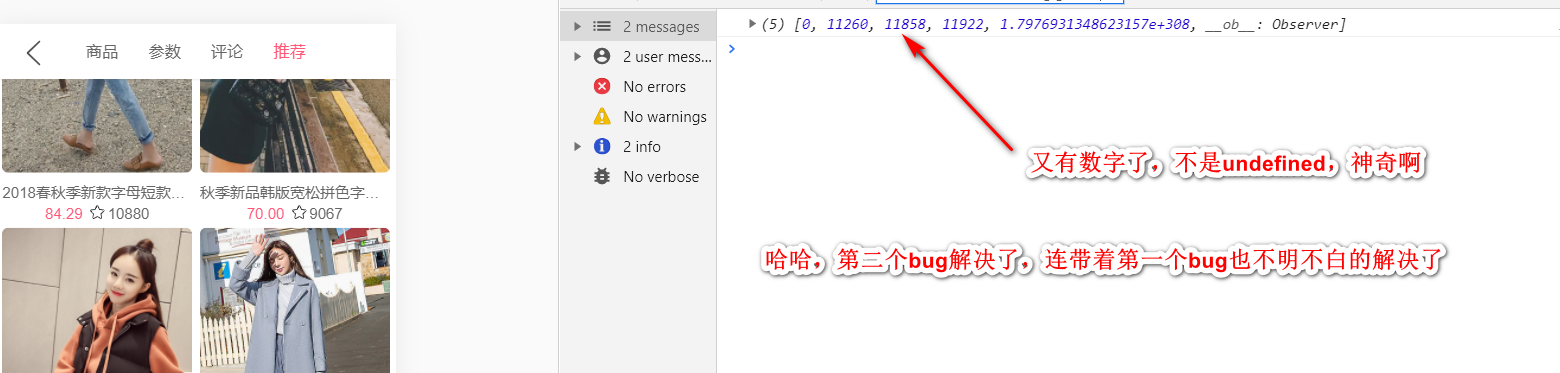 商品 参数 评论 推荐
2018春秋季新款字母短款...
84.29 10880
秋季新品韩版宽松拼色字...
70.00 9067
2 messages
2 user mess...
No errors
No warnings
2 info
No verbose
(5) [0, 11260, 11858, 11922, 1.7976931348623157e+308, __ob__: Observer]
又有数字了，不是undefined，神奇啊
哈哈，第三个bug解决了，连带着第一个bug也不明不白的解决了